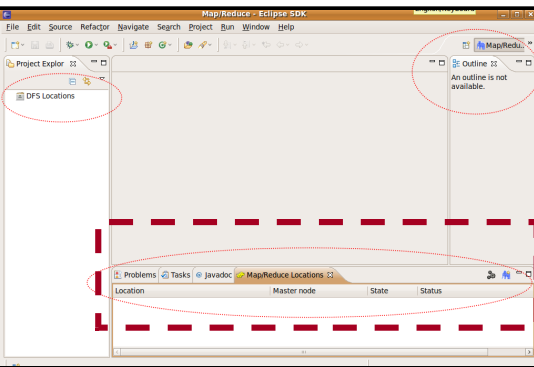 Map/Reduce - Eclipse SDK
File Edit Source Refactor Navigate Search Project Run Window Help
Map/Redu..
Project Explor
Outline
An outline is not
available.
DFS Locations
Problems Tasks Javadoc Map/Reduce Locations
Location Master node State Status